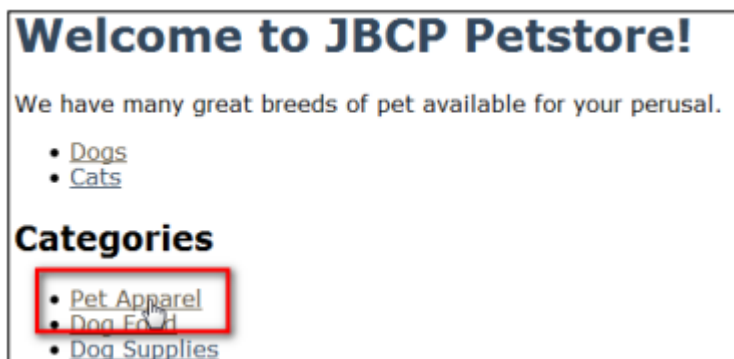 Welcome to JBCP Petstore!
We have many great breeds of pet available for your perusal.
Dogs
Cats
Categories
Pet Apparel
Dog Food
Dog Supplies